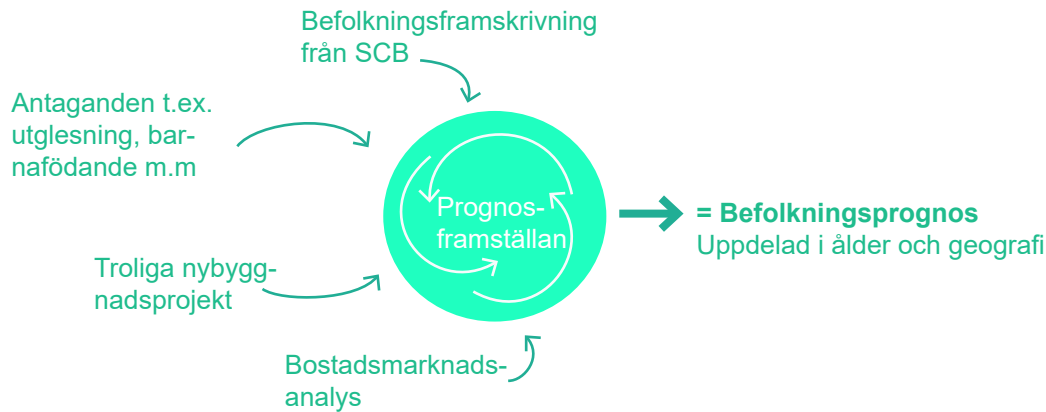 Befolkningsframskrivning
från SCB
Antaganden t.ex.
utglesning, bar-
nafödande m.m
Prognos-
framställan
= Befolkningsprognos
Uppdelad i ålder och geografi
Troliga nybygg-
nadsprojekt
Bostadsmarknads-
analys